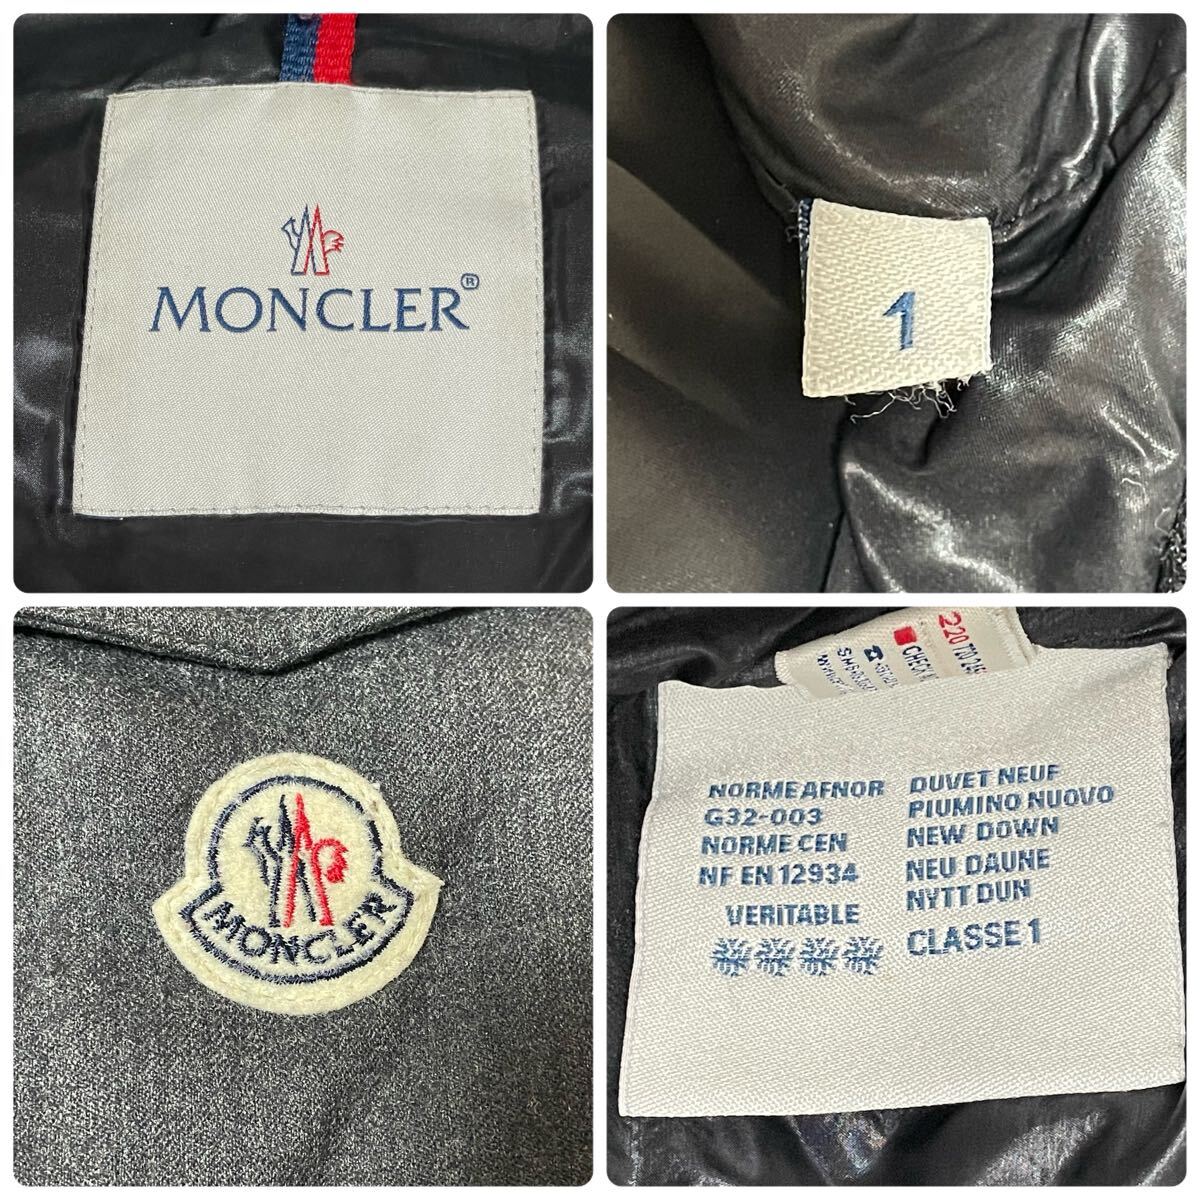 MONCLER®
1
MONCLER
CHECK
NORME AFNOR
G32-003
NORME CEN
NF EN 12934
VERITABLE
DUVET NEUF
PIUMINO NUOVO
NEW DOWN
NEU DAUNE
NYTT DUN
CLASSE 1